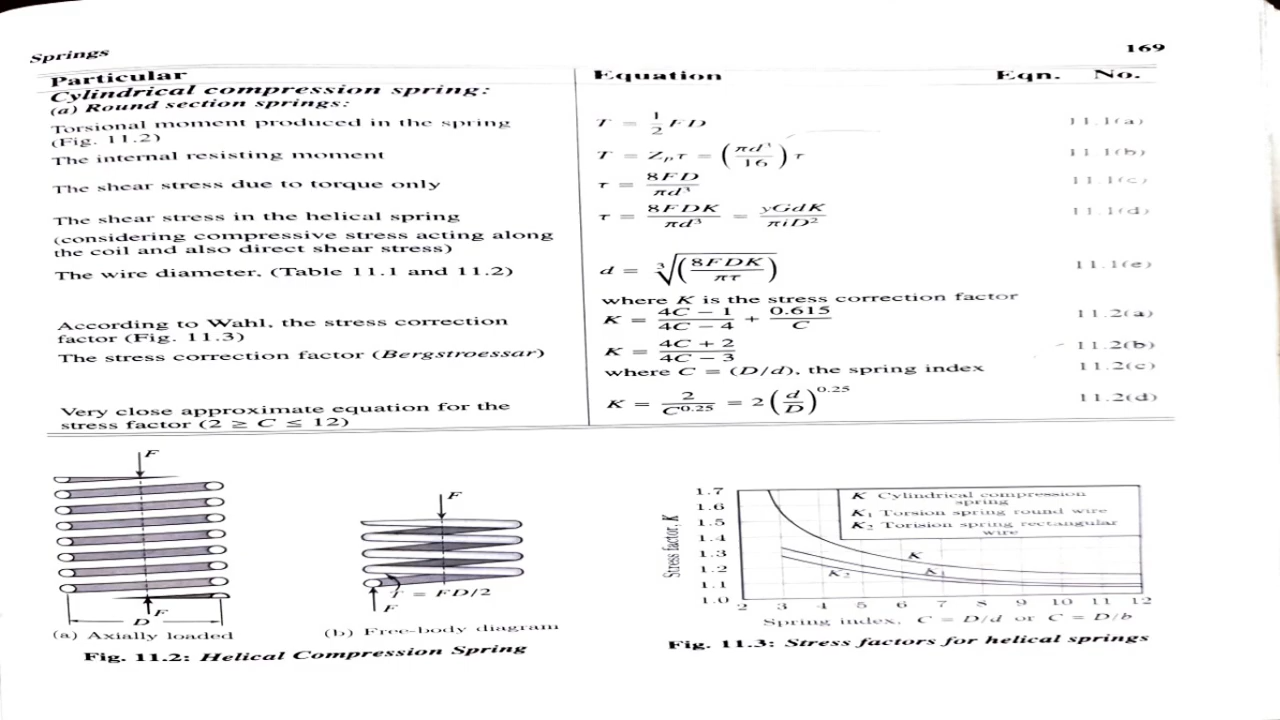 Springs
169
Particular Equation Eqn. No.
Cylindrical compression spring:
(a) Round section springs:
Torsional moment produced in the spring T = 1/2 FD 11.1(a)
(Fig. 11.2)
The internal resisting moment T = Zpτ = (πd³/16) τ 11.1(b)
The shear stress due to torque only τ = 8FD/πd³ 11.1(c)
The shear stress in the helical spring τ = 8FDK/πd³ = yGdK/πiD² 11.1(d)
(considering compressive stress acting along
the coil and also direct shear stress)
The wire diameter, (Table 11.1 and 11.2) d = ∛(8FDK/πτ) 11.1(e)
where K is the stress correction factor
According to Wahl, the stress correction K = 4C − 1/4C − 4 + 0.615/C 11.2(a)
factor (Fig. 11.3)
The stress correction factor (Bergstroessar) K = 4C + 2/4C − 3 11.2(b)
where C = (D/d), the spring index 11.2(c)
Very close approximate equation for the K = 2/C^0.25 = 2 (d/D)^0.25 11.2(d)
stress factor (2 ≥ C ≤ 12)
F
F
D
(a) Axially loaded
F
T = FD/2
F
(b) Free-body diagram
Fig. 11.2: Helical Compression Spring
Stress factor, K
1.7
1.6
1.5
1.4
1.3
1.2
1.1
1.0
K Cylindrical compression
spring
K₁ Torsion spring round wire
K₂ Torision spring rectangular
wire
K
K₁
K₂
2 3 4 5 6 7 8 9 10 11 12
Spring index, C = D/d or C = D/b
Fig. 11.3: Stress factors for helical springs